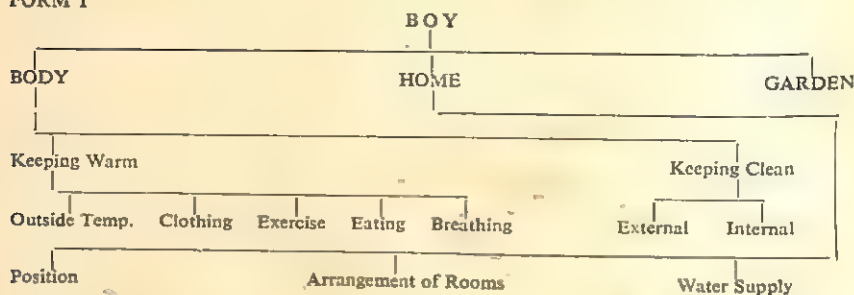 FORM I
BOY
BODY HOME GARDEN
Keeping Warm Keeping Clean
Outside Temp. Clothing Exercise Eating Breathing External Internal
Position Arrangement of Rooms Water Supply